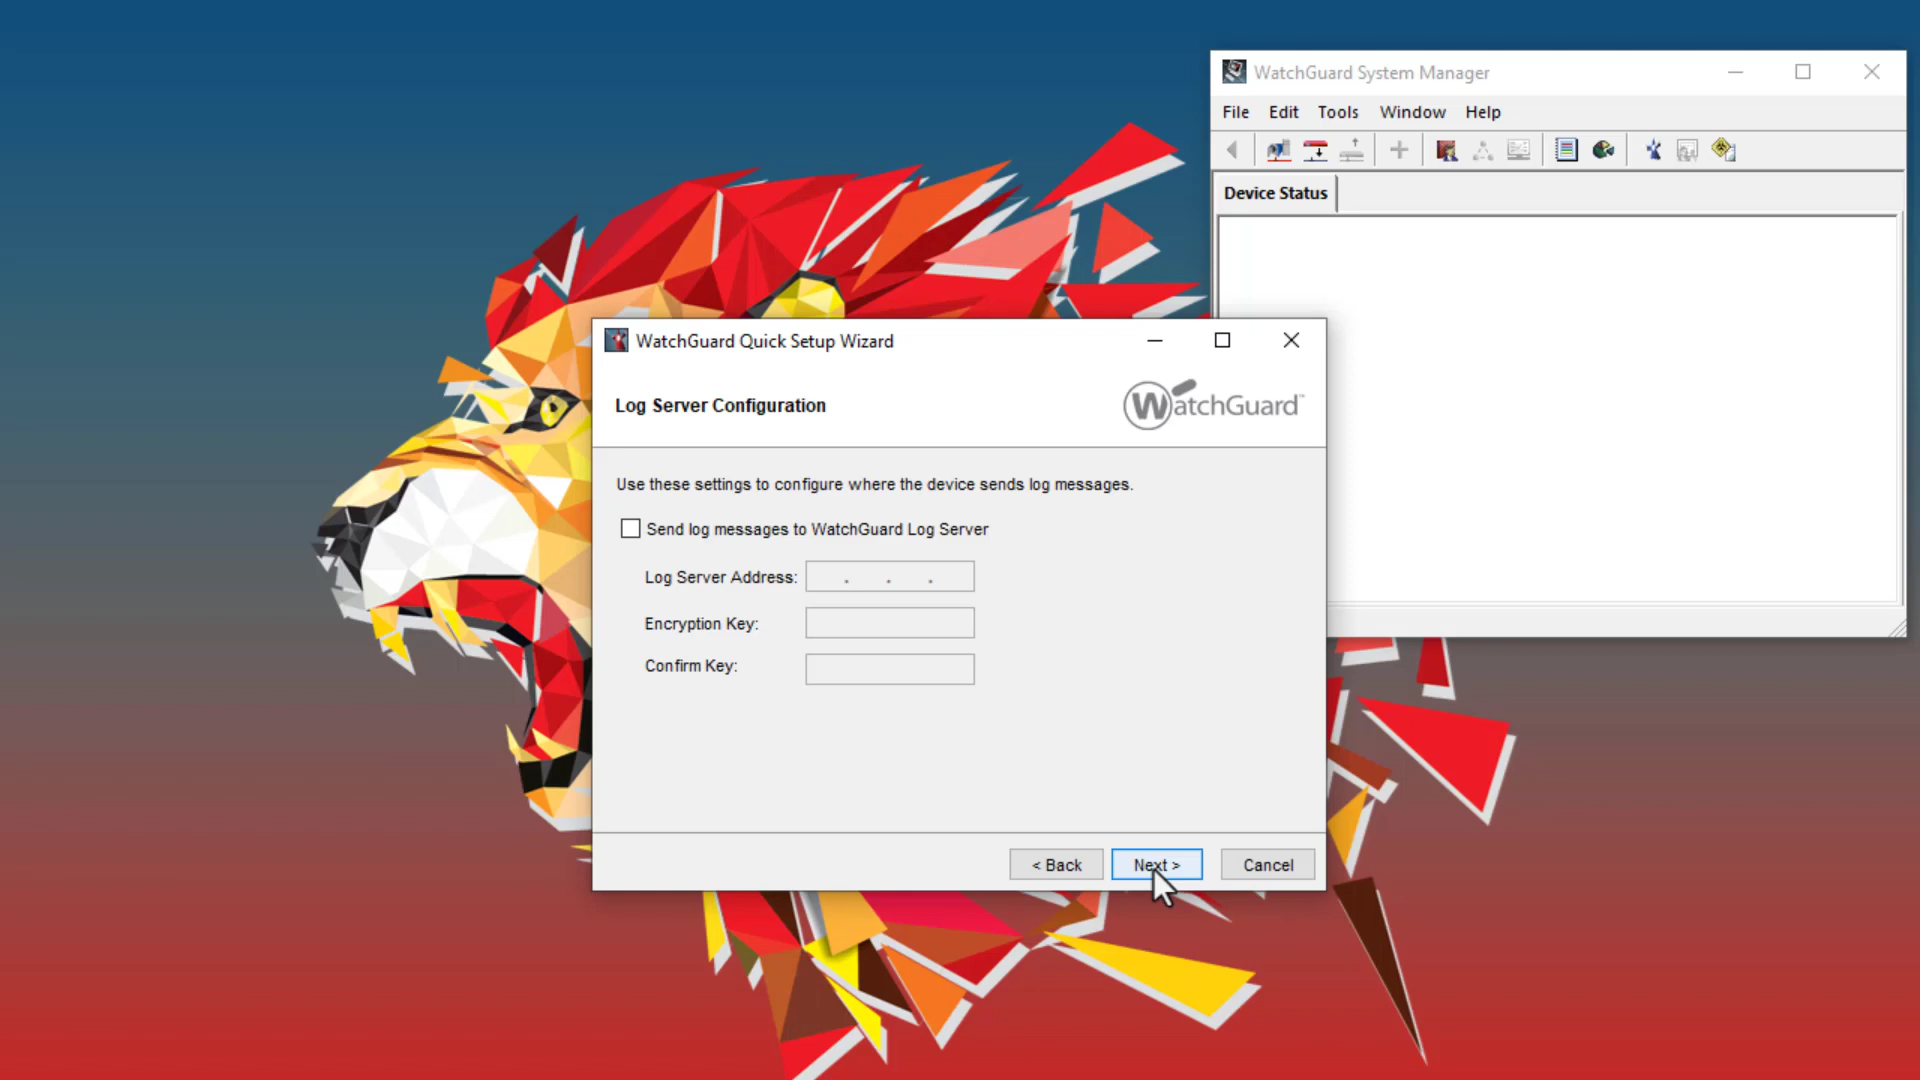 WatchGuard System Manager
File Edit Tools Window Help
Device Status
WatchGuard Quick Setup Wizard
Log Server Configuration
WatchGuard™
Use these settings to configure where the device sends log messages.
Send log messages to WatchGuard Log Server
Log Server Address: . . .
Encryption Key:
Confirm Key:
< Back Next > Cancel